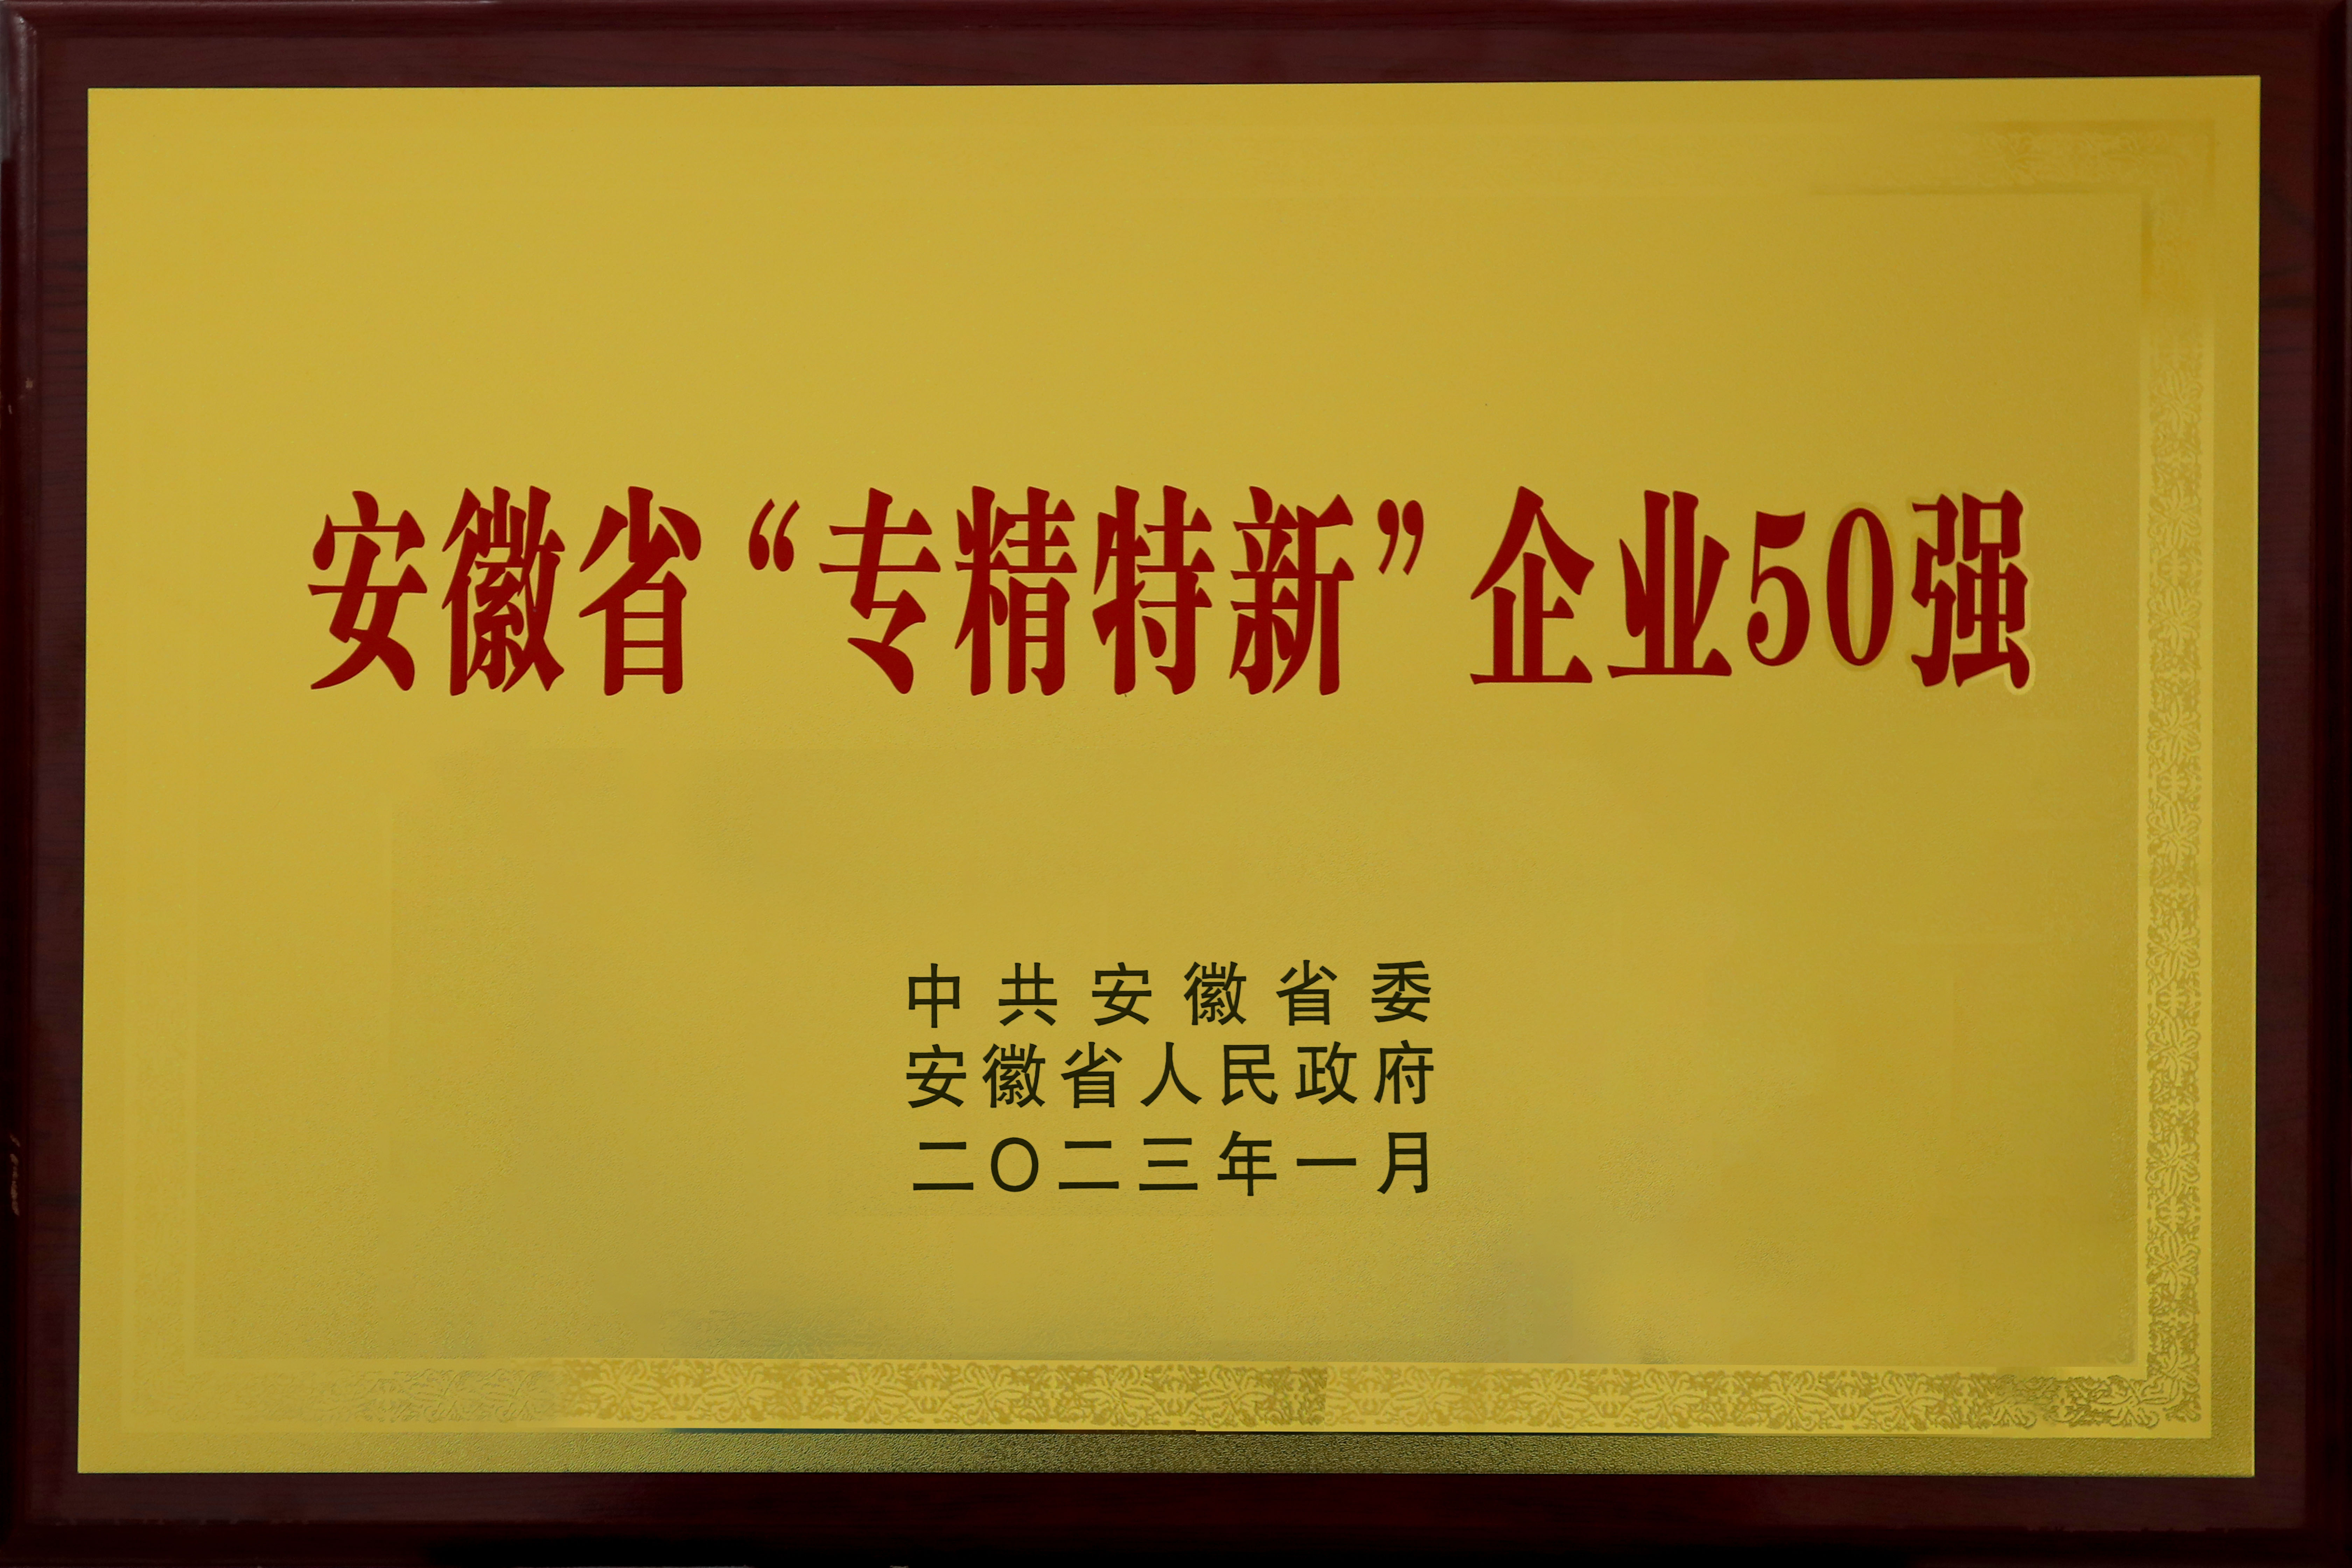 安徽省“专精特新”企业50强
中共安徽省委
安徽省人民政府
二〇二三年一月